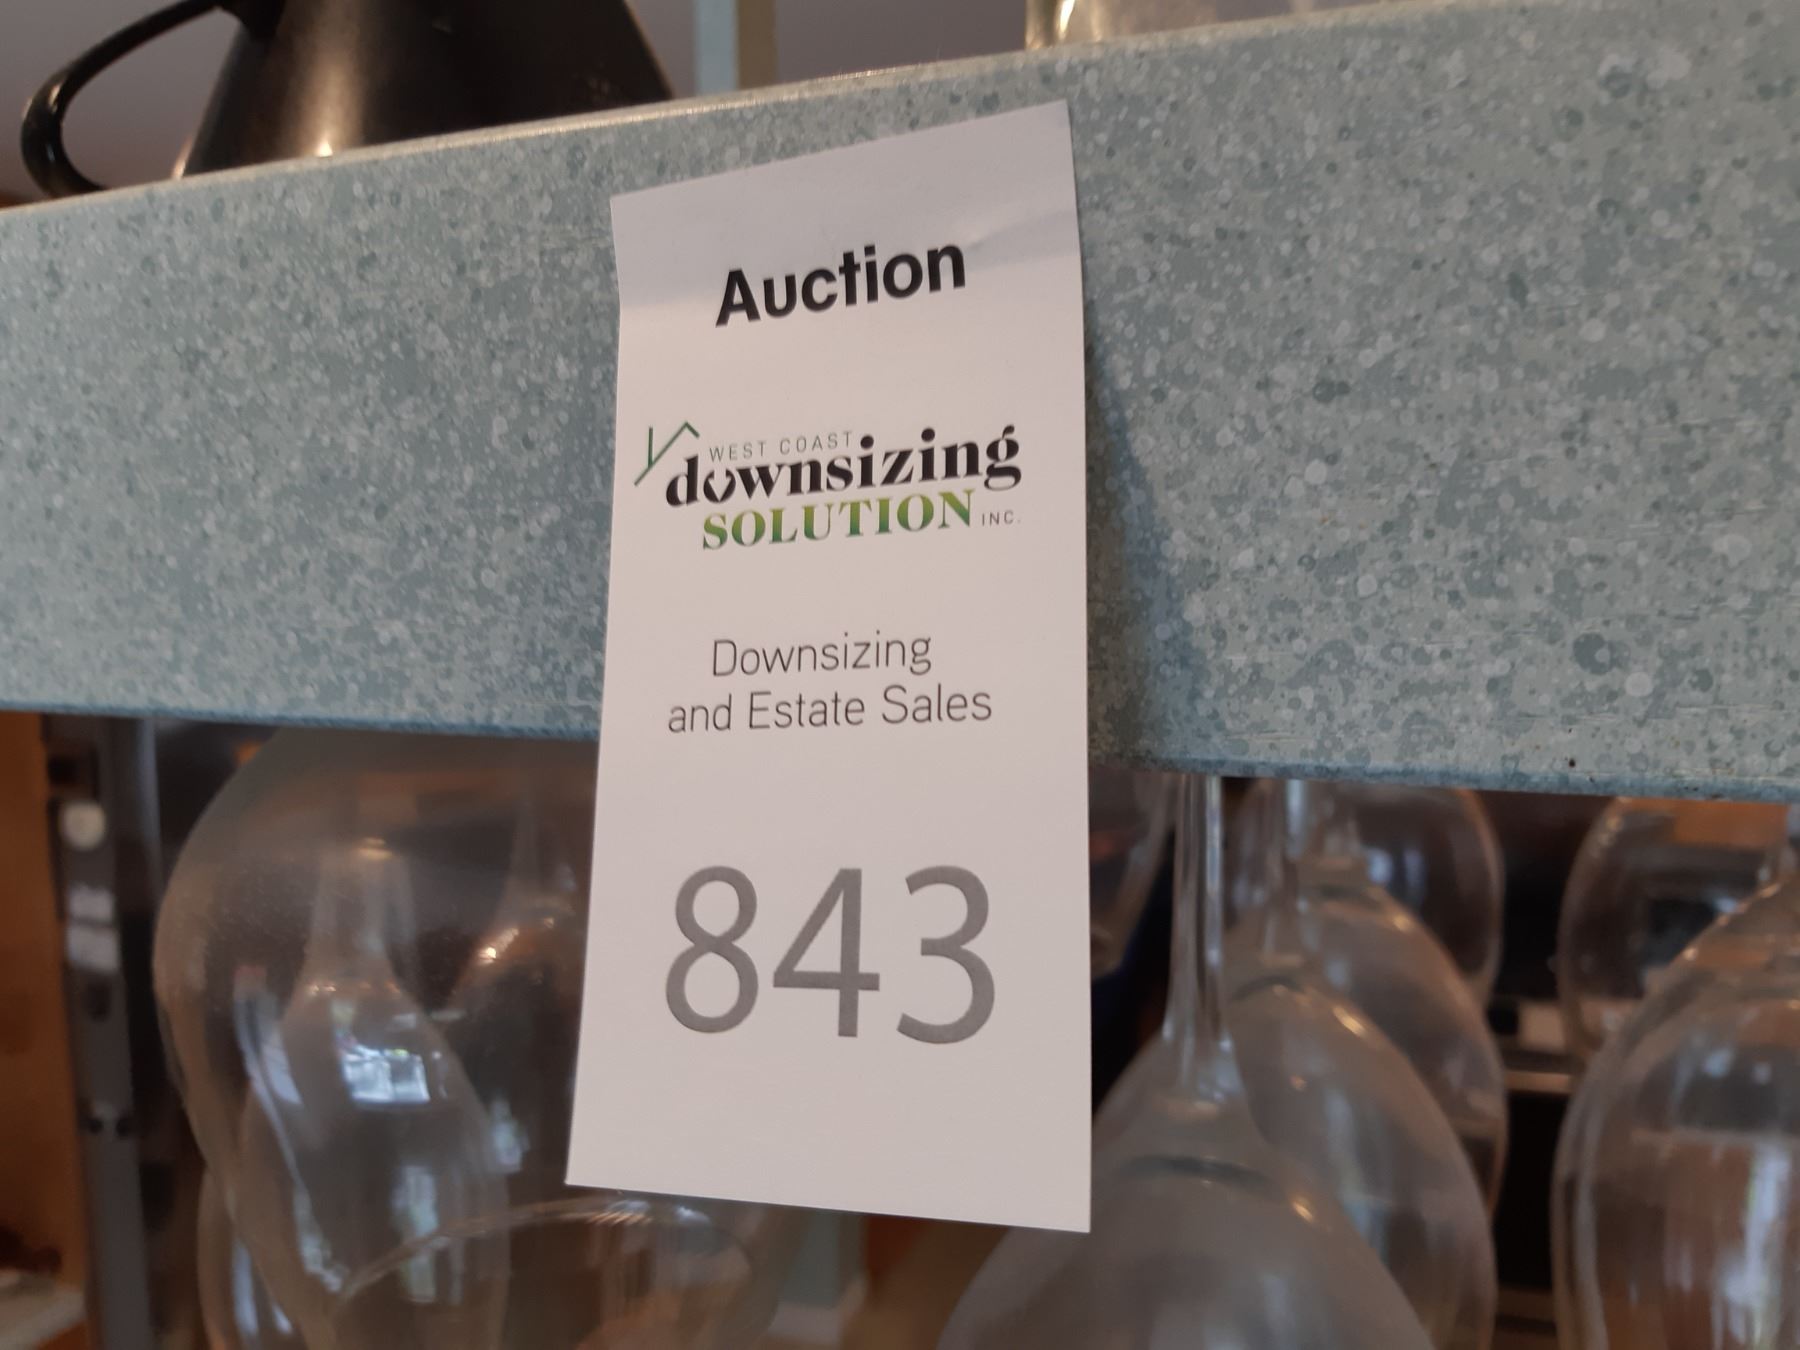 Auction
WEST COAST
downsizing
SOLUTION INC.
Downsizing
and Estate Sales
843